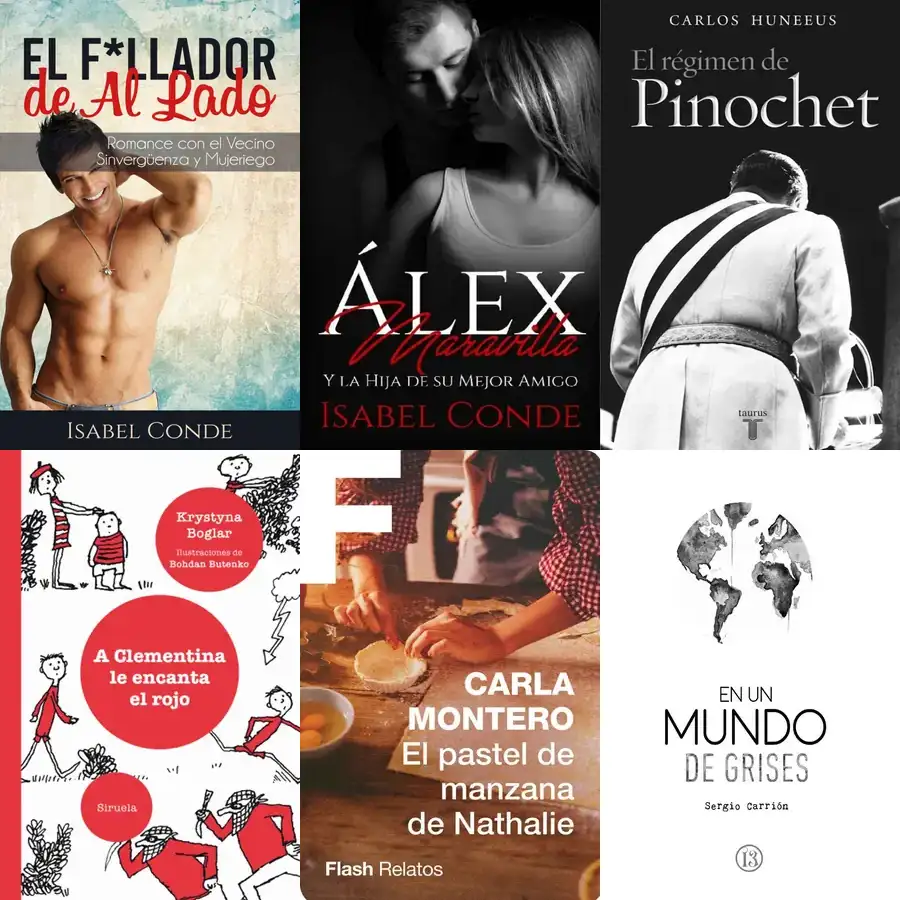 EL F*LLADOR
de Al Lado
Romance con el Vecino
Sinvergüenza y Mujeriego
ISABEL CONDE
ÁLEX
Maravilla
Y LA HIJA DE SU MEJOR AMIGO
ISABEL CONDE
CARLOS HUNEEUS
El régimen de
Pinochet
taurus
T
Krystyna
Boglar
Ilustraciones de
Bohdan Butenko
A Clementina
le encanta
el rojo
Siruela
F
CARLA
MONTERO
El pastel de
manzana
de Nathalie
Flash Relatos
EN UN
MUNDO
DE GRISES
Sergio Carrión
13